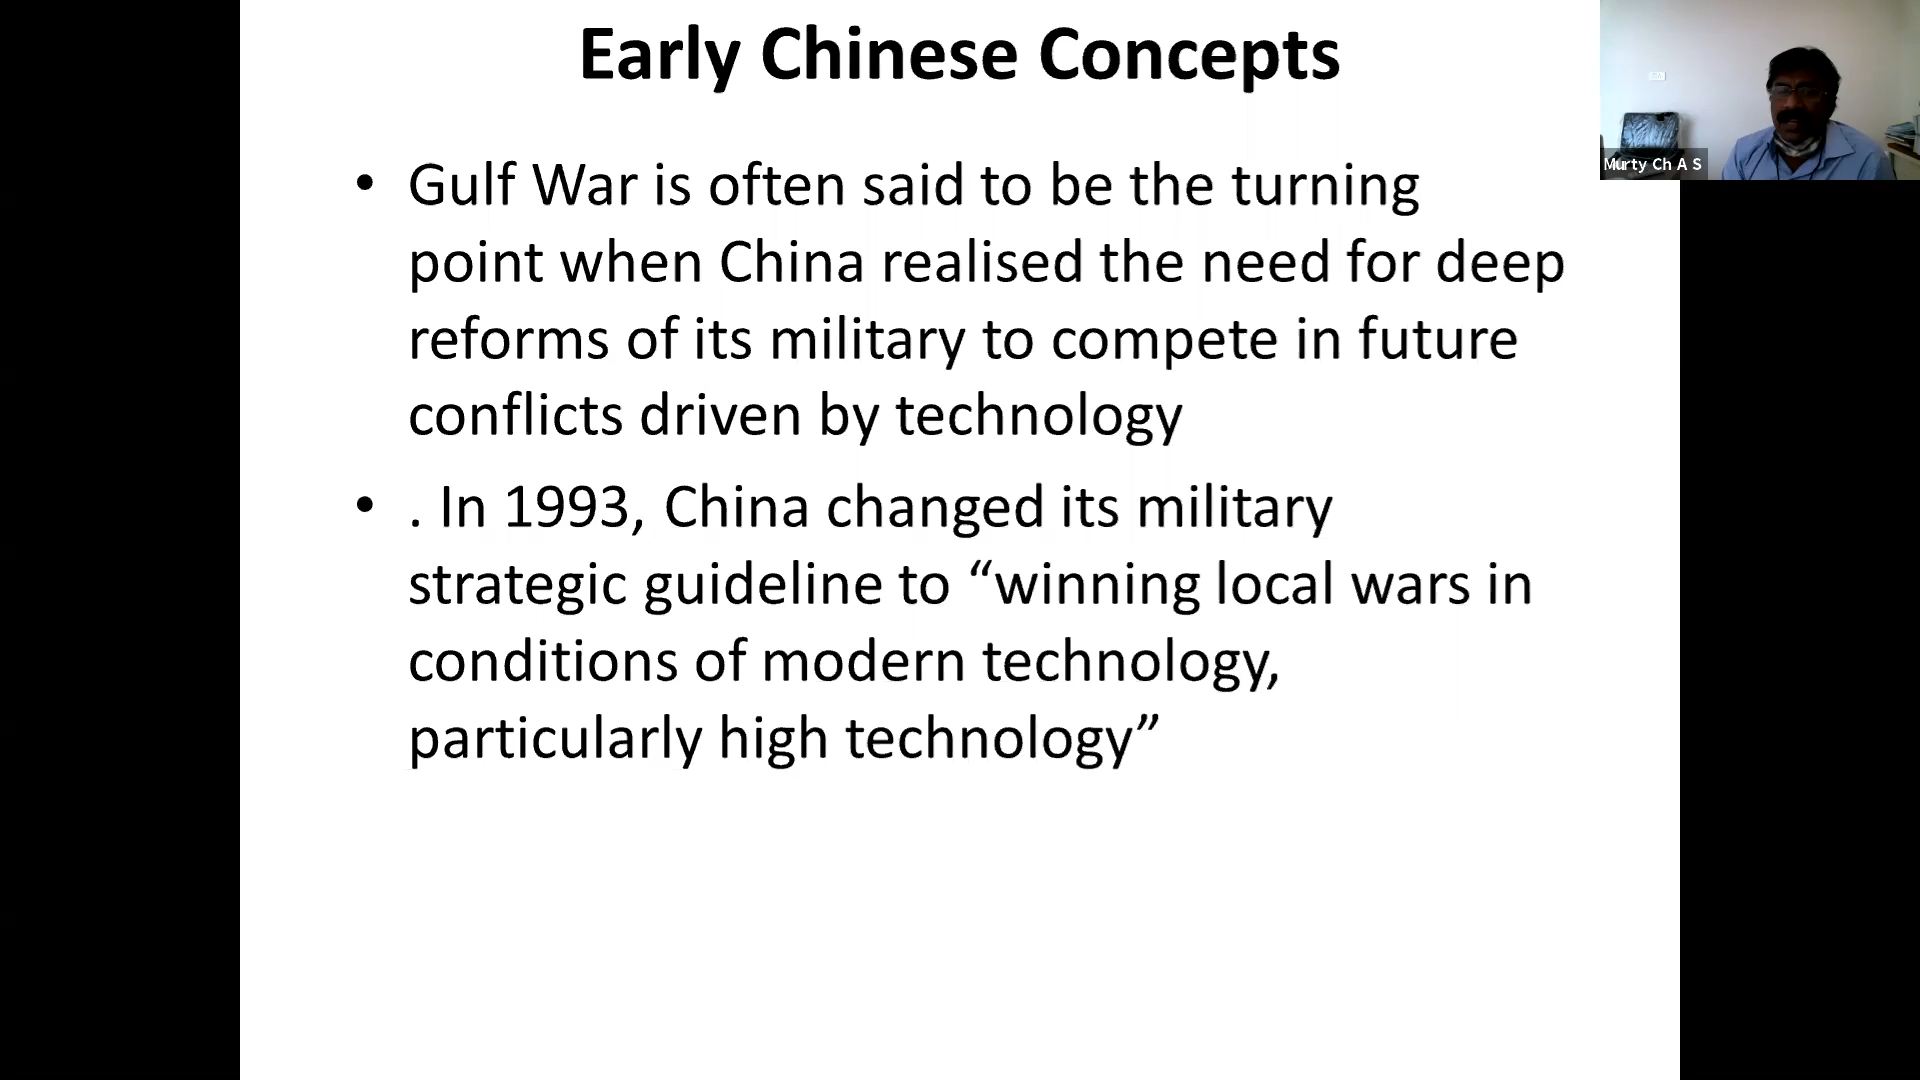 Early Chinese Concepts
• Gulf War is often said to be the turning
point when China realised the need for deep
reforms of its military to compete in future
conflicts driven by technology
• . In 1993, China changed its military
strategic guideline to “winning local wars in
conditions of modern technology,
particularly high technology”
Murty Ch A S